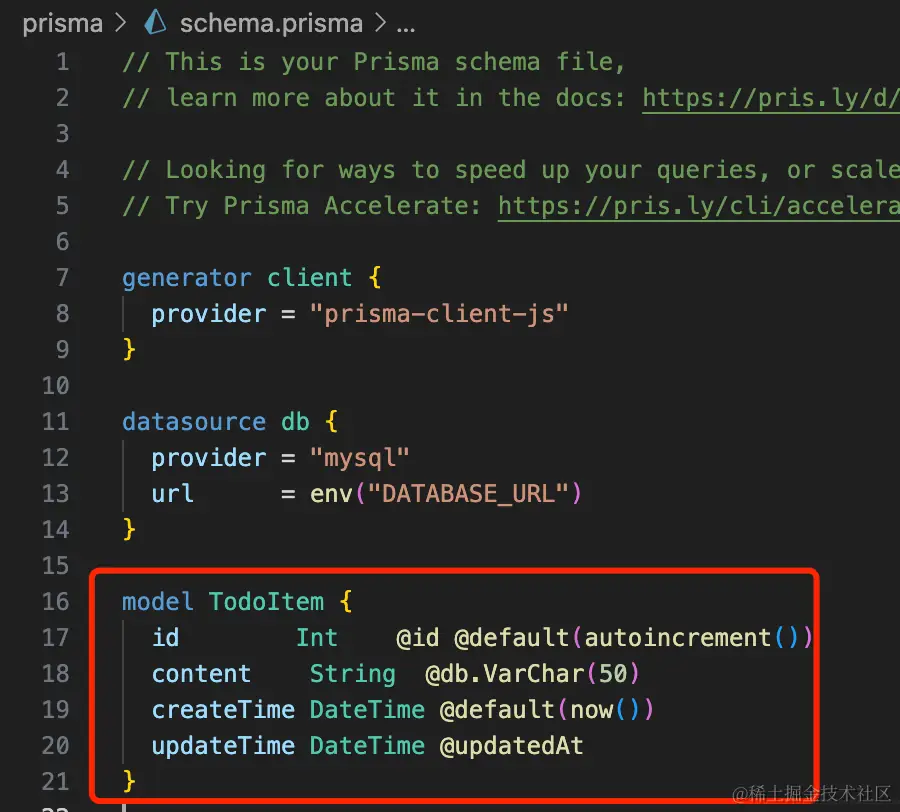 prisma > schema.prisma > ...
1 // This is your Prisma schema file,
2 // learn more about it in the docs: https://pris.ly/d/
3
4 // Looking for ways to speed up your queries, or scale
5 // Try Prisma Accelerate: https://pris.ly/cli/accelera
6
7 generator client {
8   provider = "prisma-client-js"
9 }
10
11 datasource db {
12   provider = "mysql"
13   url      = env("DATABASE_URL")
14 }
15
16 model TodoItem {
17   id        Int    @id @default(autoincrement())
18   content    String  @db.VarChar(50)
19   createTime DateTime @default(now())
20   updateTime DateTime @updatedAt
21 }
22
@稀土掘金技术社区